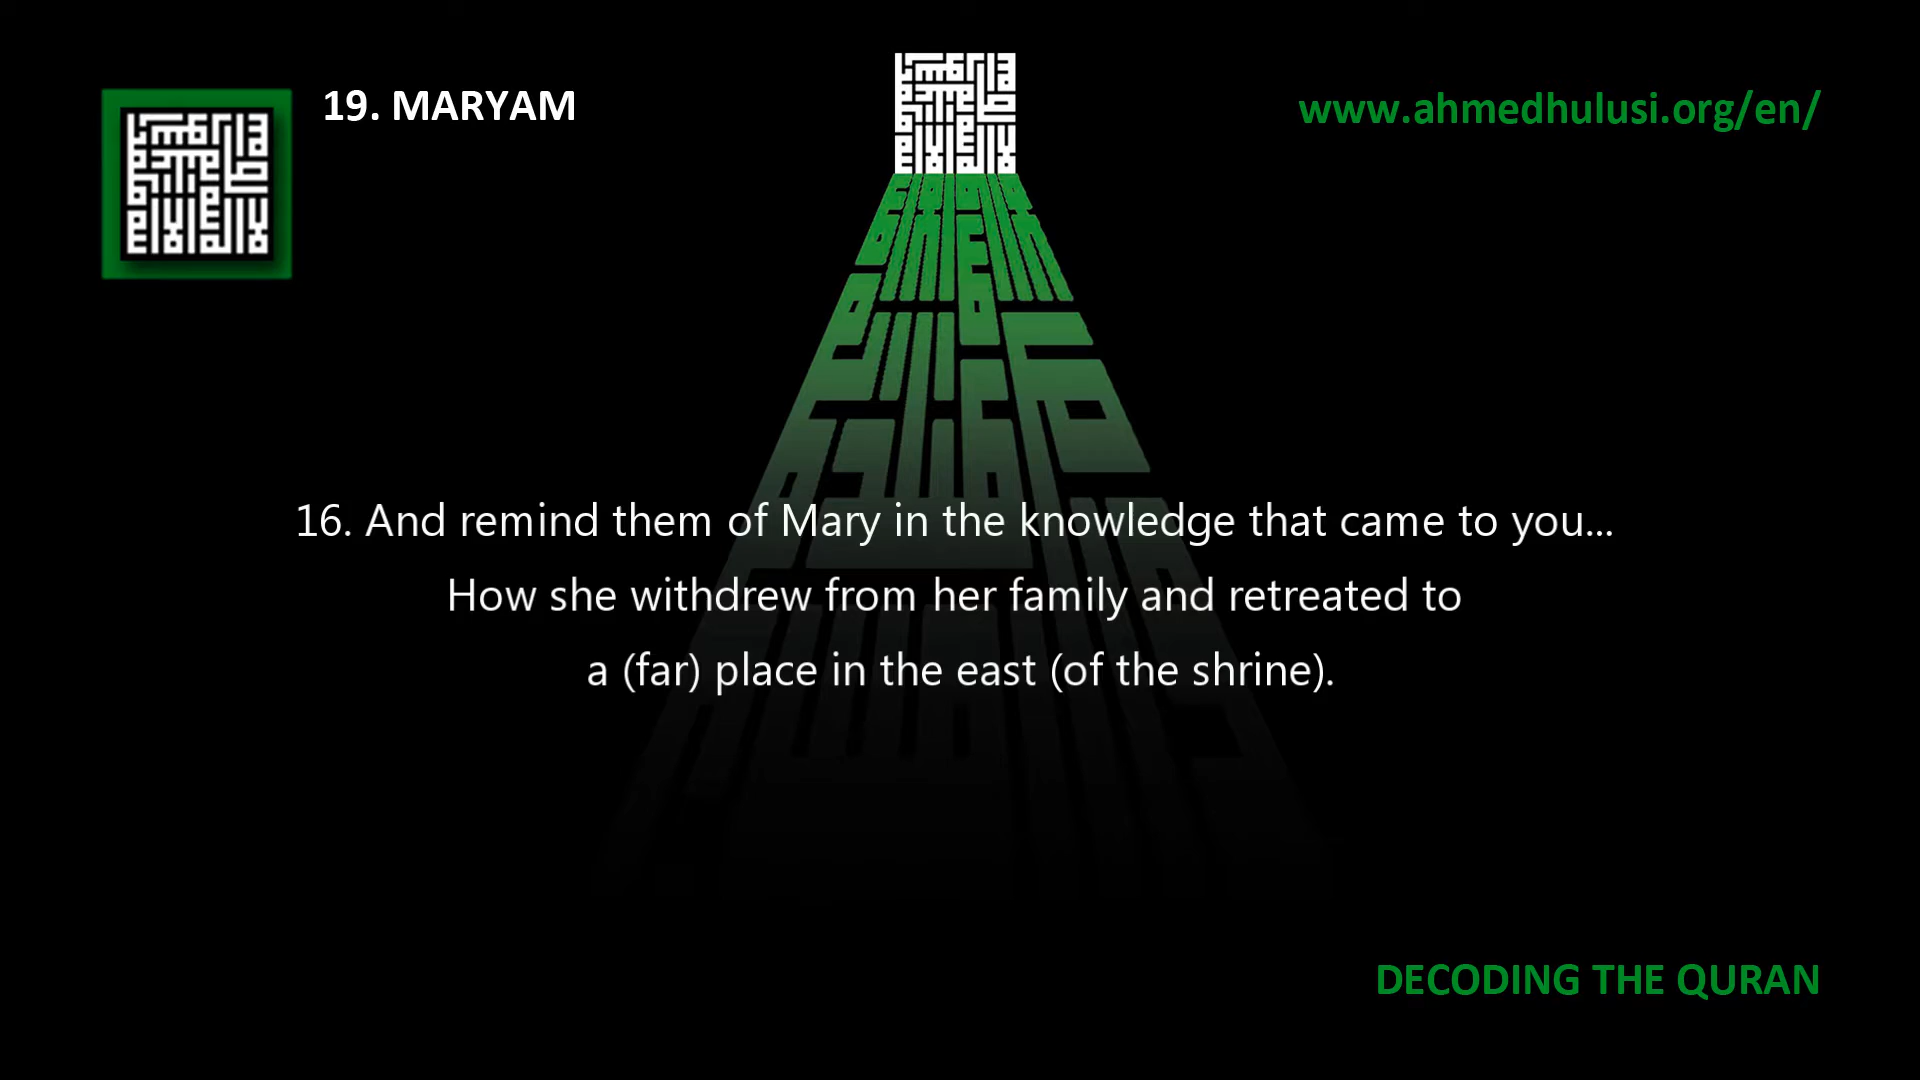 19. MARYAM
www.ahmedhulusi.org/en/
16. And remind them of Mary in the knowledge that came to you...
How she withdrew from her family and retreated to
a (far) place in the east (of the shrine).
DECODING THE QURAN